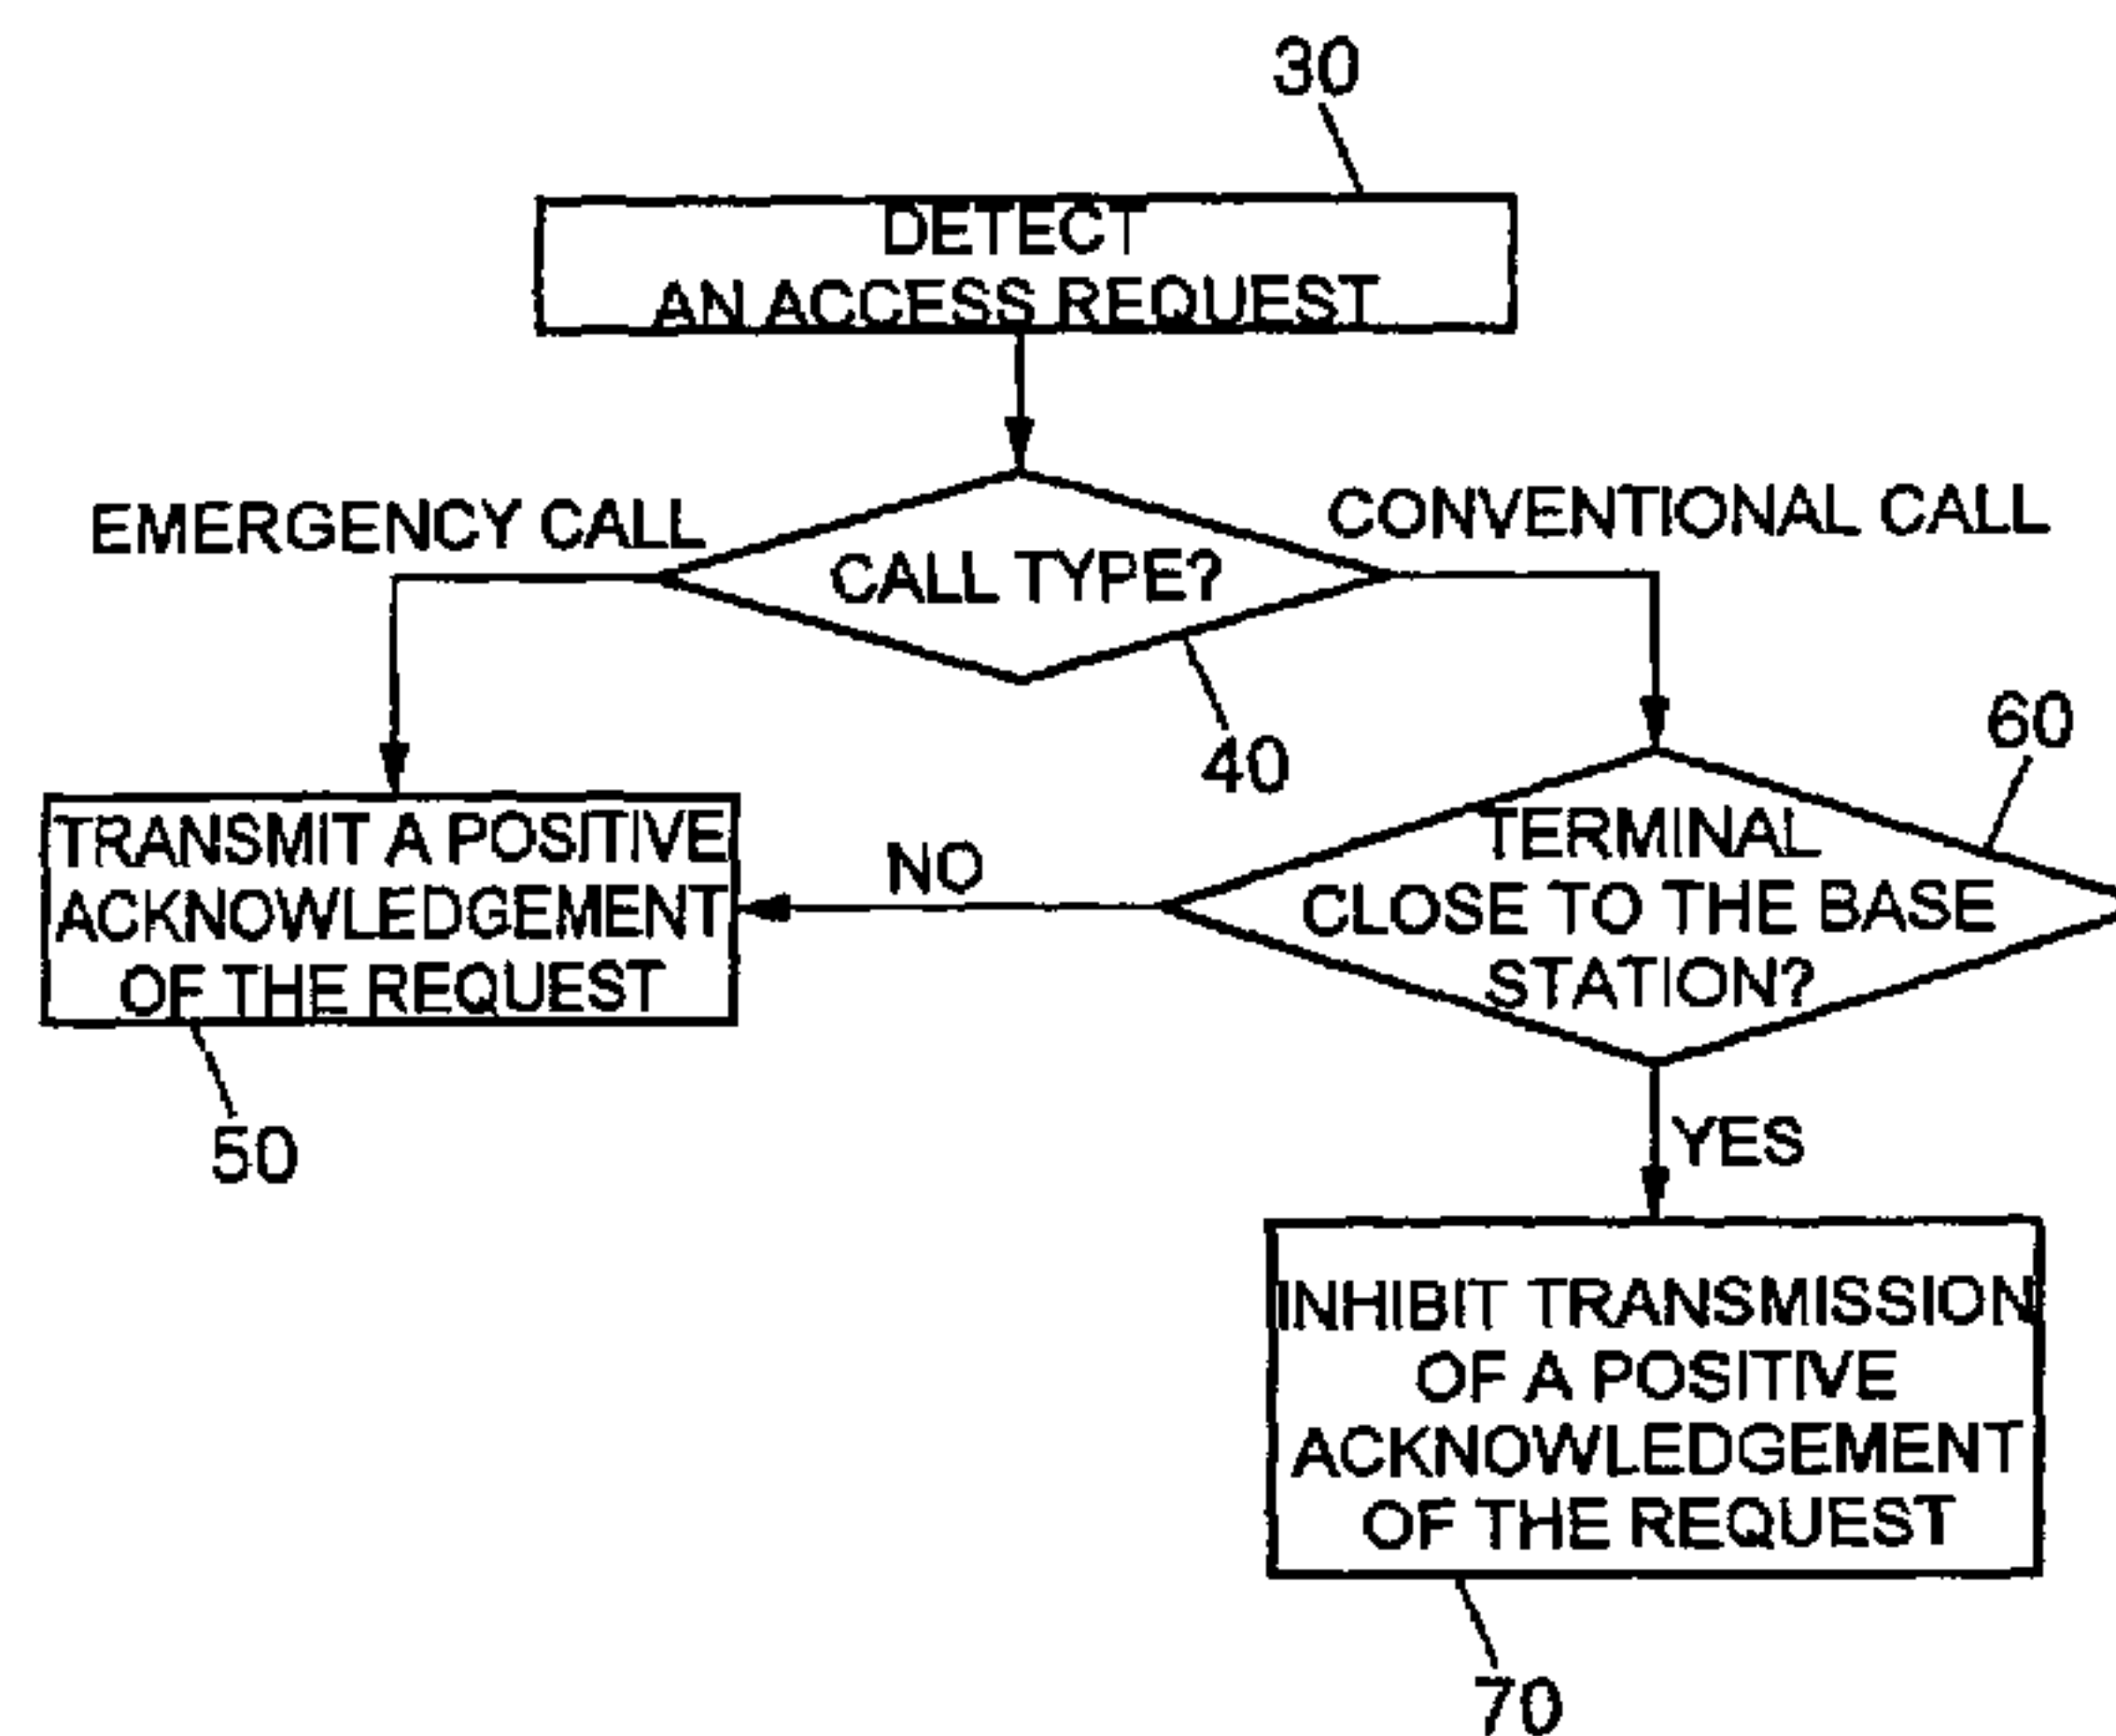 30
DETECT
AN ACCESS REQUEST
EMERGENCY CALL
CALL TYPE?
CONVENTIONAL CALL
40
60
TRANSMIT A POSITIVE
ACKNOWLEDGEMENT
OF THE REQUEST
NO
TERMINAL
CLOSE TO THE BASE
STATION?
50
YES
INHIBIT TRANSMISSION
OF A POSITIVE
ACKNOWLEDGEMENT
OF THE REQUEST
70